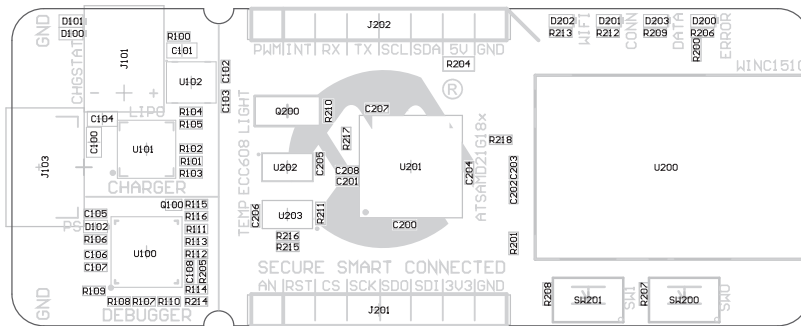 GND
D101
D100
CHGSTAT
J101
LIPO
R100
C101
U102
C102
C103
R104
R105
C104
C100
U101
R102
R101
R103
CHARGER
J103
PS
C105
D102
R106
C106
C107
Q100
R115
R116
R111
R113
R112
U100
C108
R205
R114
R109
R108
R107
R110
R214
DEBUGGER
GND
J202
PWM INT RX TX SCL SDA 5V GND
R204
®
LIGHT
ECC608
TEMP
Q200
R210
C207
R217
U202
C205
C208
C201
U201
C204
ATSAMD21G18x
R218
C203
C202
U203
C206
R211
R216
R215
C200
R201
SECURE SMART CONNECTED
AN RST CS SCK SDO SDI 3V3 GND
J201
D202
R213
WIFI
D201
R212
CONN
D203
R209
DATA
D200
R206
R200
ERROR
WINC1510
U200
R208
SW201
SW1
R207
SW200
SW0